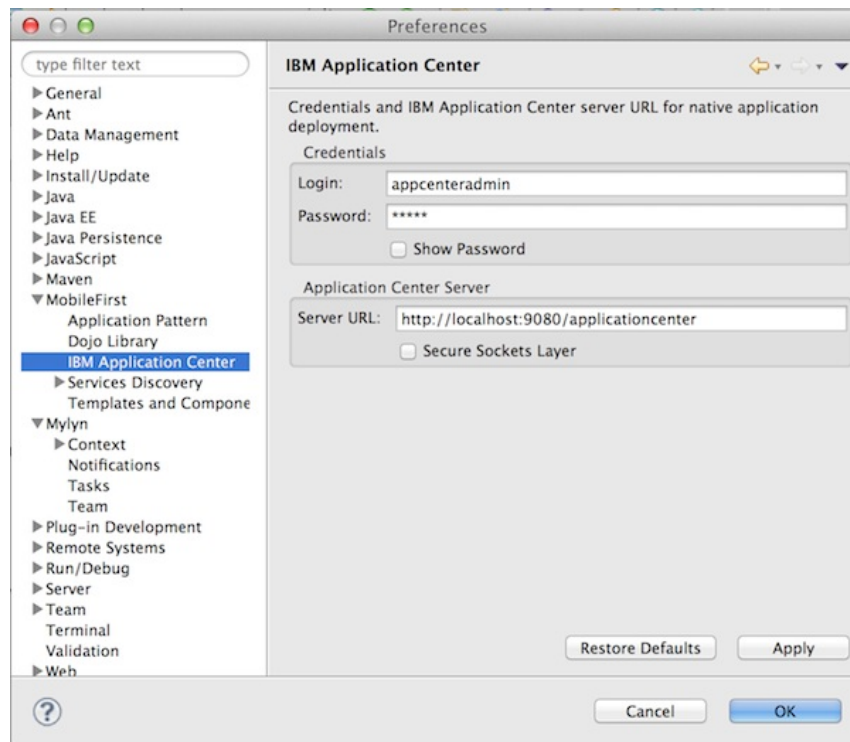 Preferences
type filter text
General
Ant
Data Management
Help
Install/Update
Java
Java EE
Java Persistence
JavaScript
Maven
MobileFirst
Application Pattern
Dojo Library
IBM Application Center
Services Discovery
Templates and Compone
Mylyn
Context
Notifications
Tasks
Team
Plug-in Development
Remote Systems
Run/Debug
Server
Team
Terminal
Validation
Web
IBM Application Center
Credentials and IBM Application Center server URL for native application
deployment.
Credentials
Login: appcenteradmin
Password: *****
Show Password
Application Center Server
Server URL: http://localhost:9080/applicationcenter
Secure Sockets Layer
Restore Defaults Apply
? Cancel OK